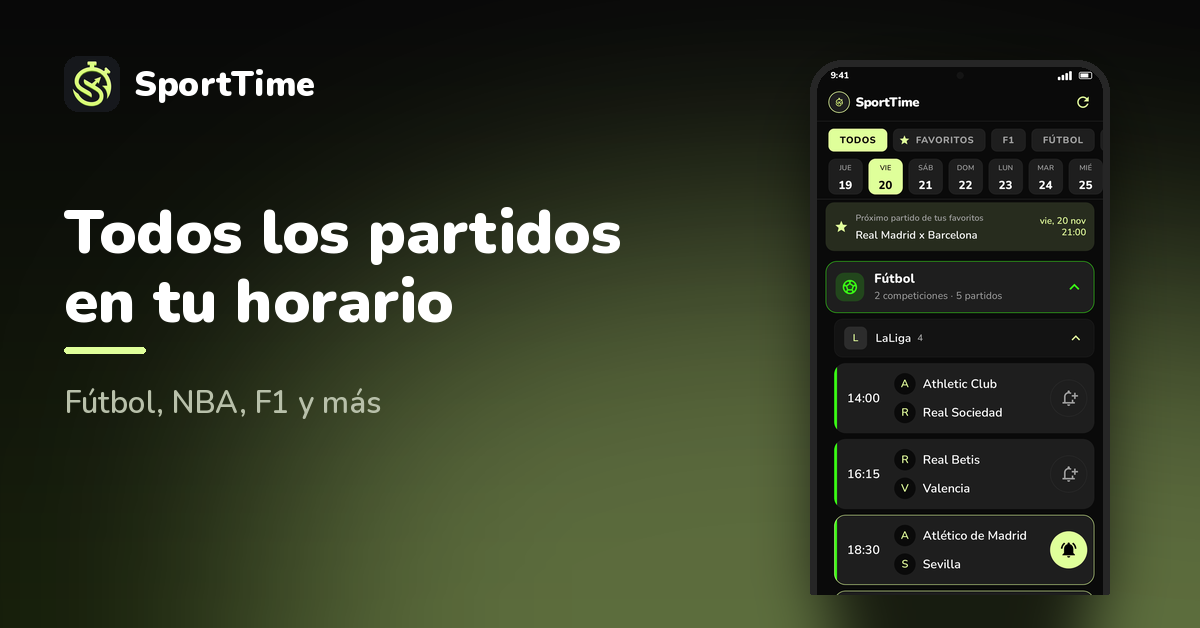 SportTime
Todos los partidos
en tu horario
Fútbol, NBA, F1 y más
9:41
SportTime
TODOS FAVORITOS F1 FÚTBOL
JUE VIE SÁB DOM LUN MAR MIÉ
19 20 21 22 23 24 25
Próximo partido de tus favoritos
Real Madrid x Barcelona
vie, 20 nov
21:00
Fútbol
2 competiciones · 5 partidos
L LaLiga 4
14:00
A Athletic Club
R Real Sociedad
16:15
R Real Betis
V Valencia
18:30
A Atlético de Madrid
S Sevilla